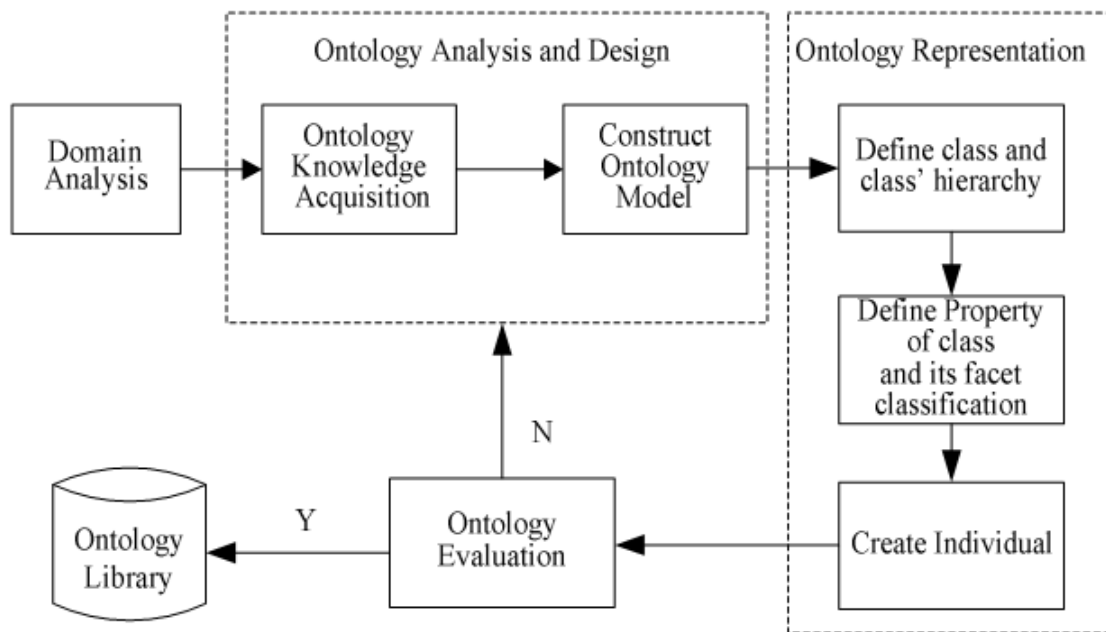 Ontology Analysis and Design
Ontology Representation
Domain
Analysis
Ontology
Knowledge
Acquisition
Construct
Ontology
Model
Define class and
class’ hierarchy
Define Property
of class
and its facet
classification
N
Y
Ontology
Library
Ontology
Evaluation
Create Individual